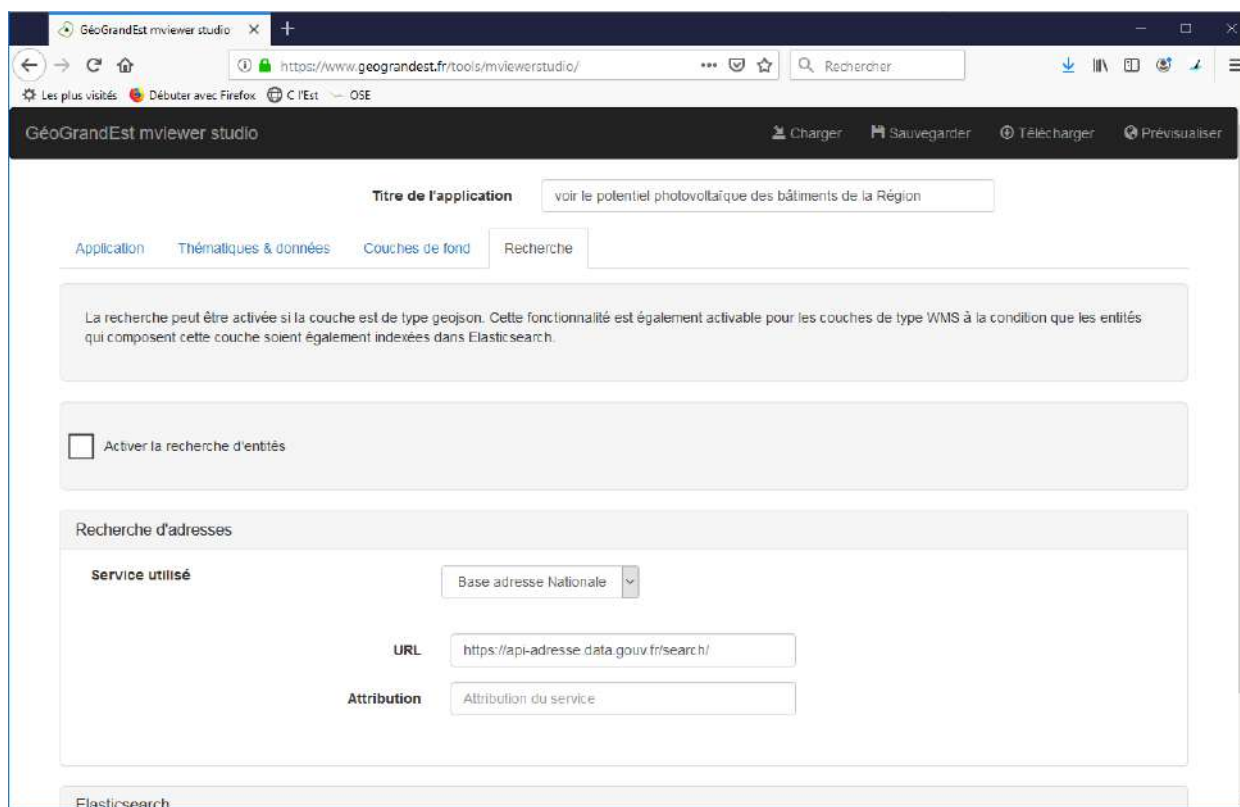 GéoGrandEst mviewer studio
https://www.geograndest.fr/tools/mviewerstudio/
Rechercher
Les plus visités Débuter avec Firefox C l'Est OSE
GéoGrandEst mviewer studio Charger Sauvegarder Télécharger Prévisualiser
Titre de l'application voir le potentiel photovoltaïque des bâtiments de la Région
Application Thématiques & données Couches de fond Recherche
La recherche peut être activée si la couche est de type geojson. Cette fonctionnalité est également activable pour les couches de type WMS à la condition que les entités
qui composent cette couche soient également indexées dans Elasticsearch.
Activer la recherche d'entités
Recherche d'adresses
Service utilisé Base adresse Nationale
URL https://api-adresse.data.gouv.fr/search/
Attribution Attribution du service
Elasticsearch